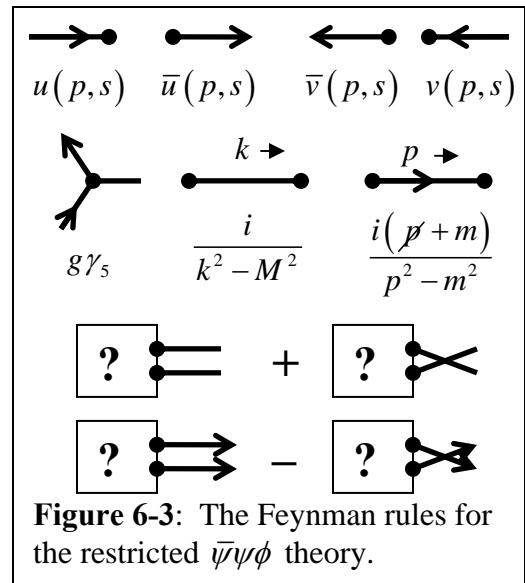 u(p,s) ū(p,s) v̄(p,s) v(p,s)
k p
gγ₅ i/(k² − M²) i(p̸ + m)/(p² − m²)
? + ?
? − ?
Figure 6-3: The Feynman rules for
the restricted ψ̄ψϕ theory.